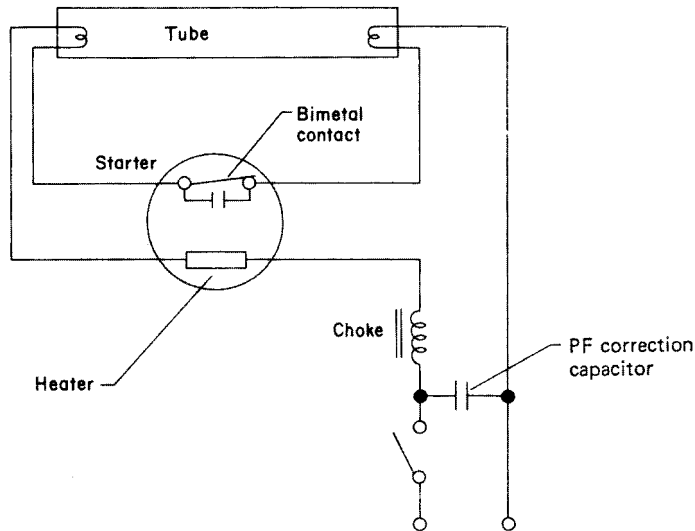 Tube
Bimetal
contact
Starter
Choke
PF correction
capacitor
Heater